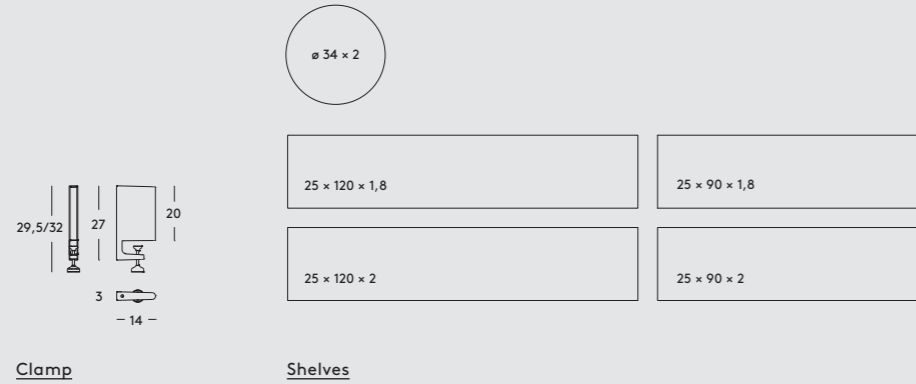 ø 34 × 2
25 × 120 × 1,8
25 × 90 × 1,8
29,5/32
27
20
25 × 120 × 2
25 × 90 × 2
3
14
Clamp
Shelves